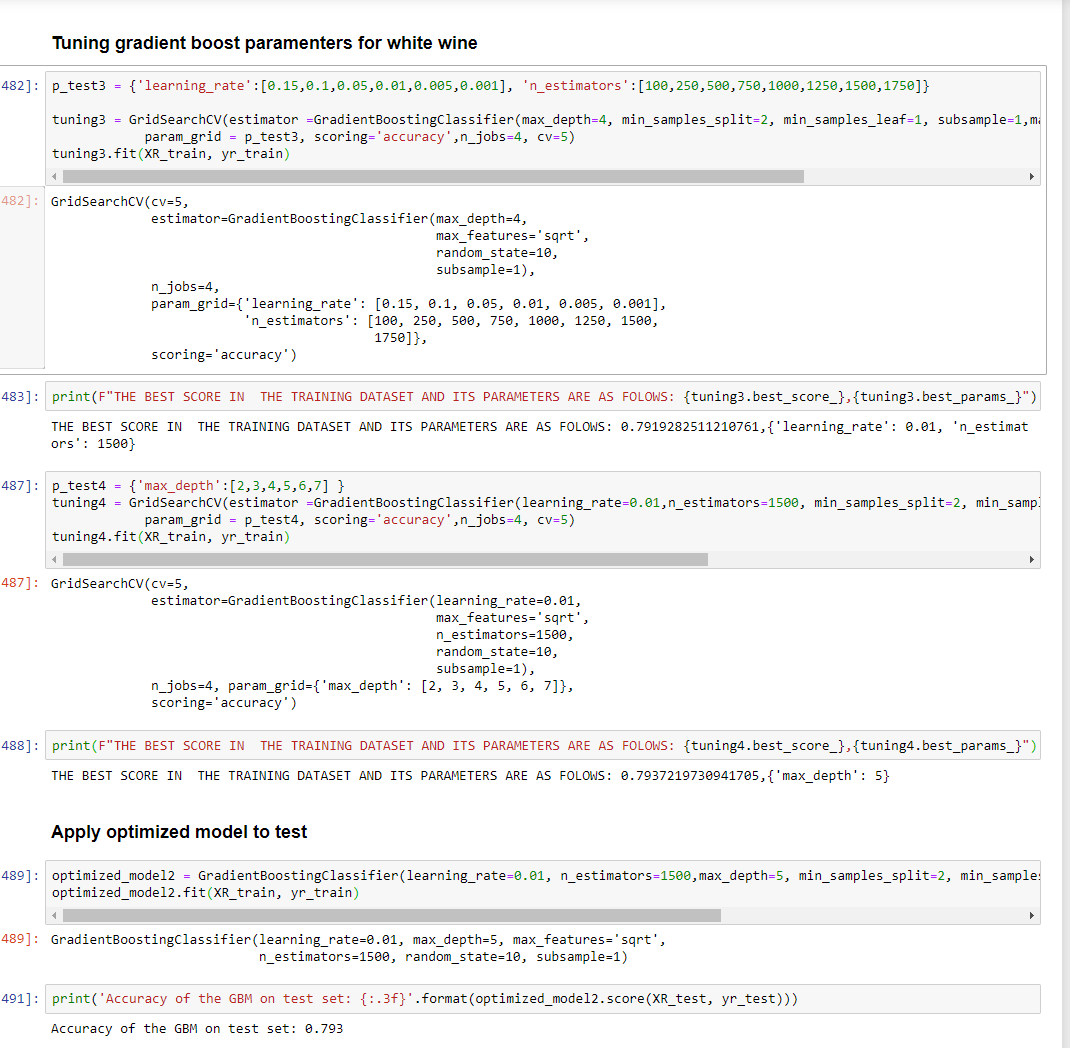 Tuning gradient boost paramenters for white wine
482]: p_test3 = {'learning_rate':[0.15,0.1,0.05,0.01,0.005,0.001], 'n_estimators':[100,250,500,750,1000,1250,1500,1750]}
tuning3 = GridSearchCV(estimator =GradientBoostingClassifier(max_depth=4, min_samples_split=2, min_samples_leaf=1, subsample=1,ma
            param_grid = p_test3, scoring='accuracy',n_jobs=4, cv=5)
tuning3.fit(XR_train, yr_train)
482]: GridSearchCV(cv=5,
             estimator=GradientBoostingClassifier(max_depth=4,
                                                  max_features='sqrt',
                                                  random_state=10,
                                                  subsample=1),
             n_jobs=4,
             param_grid={'learning_rate': [0.15, 0.1, 0.05, 0.01, 0.005, 0.001],
                         'n_estimators': [100, 250, 500, 750, 1000, 1250, 1500,
                                          1750]},
             scoring='accuracy')
483]: print(F"THE BEST SCORE IN  THE TRAINING DATASET AND ITS PARAMETERS ARE AS FOLOWS: {tuning3.best_score_},{tuning3.best_params_}")
THE BEST SCORE IN  THE TRAINING DATASET AND ITS PARAMETERS ARE AS FOLOWS: 0.7919282511210761,{'learning_rate': 0.01, 'n_estimat
ors': 1500}
487]: p_test4 = {'max_depth':[2,3,4,5,6,7] }
tuning4 = GridSearchCV(estimator =GradientBoostingClassifier(learning_rate=0.01,n_estimators=1500, min_samples_split=2, min_sampl
            param_grid = p_test4, scoring='accuracy',n_jobs=4, cv=5)
tuning4.fit(XR_train, yr_train)
487]: GridSearchCV(cv=5,
             estimator=GradientBoostingClassifier(learning_rate=0.01,
                                                  max_features='sqrt',
                                                  n_estimators=1500,
                                                  random_state=10,
                                                  subsample=1),
             n_jobs=4, param_grid={'max_depth': [2, 3, 4, 5, 6, 7]},
             scoring='accuracy')
488]: print(F"THE BEST SCORE IN  THE TRAINING DATASET AND ITS PARAMETERS ARE AS FOLOWS: {tuning4.best_score_},{tuning4.best_params_}")
THE BEST SCORE IN  THE TRAINING DATASET AND ITS PARAMETERS ARE AS FOLOWS: 0.7937219730941705,{'max_depth': 5}
Apply optimized model to test
489]: optimized_model2 = GradientBoostingClassifier(learning_rate=0.01, n_estimators=1500,max_depth=5, min_samples_split=2, min_samples
optimized_model2.fit(XR_train, yr_train)
489]: GradientBoostingClassifier(learning_rate=0.01, max_depth=5, max_features='sqrt',
                           n_estimators=1500, random_state=10, subsample=1)
491]: print('Accuracy of the GBM on test set: {:.3f}'.format(optimized_model2.score(XR_test, yr_test)))
Accuracy of the GBM on test set: 0.793